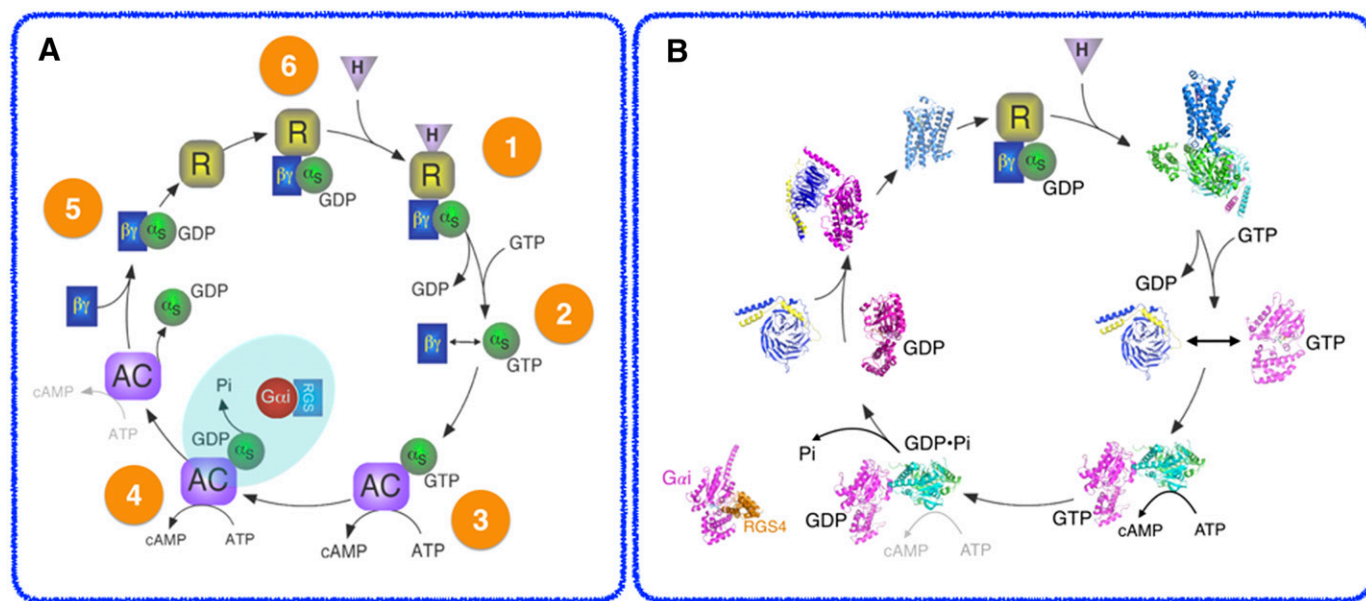 A
6
H
R
βγ
αs
GDP
H
R
βγ
αs
1
GTP
GDP
2
βγ
αs
GTP
αs
GTP
AC
3
cAMP
ATP
Pi
Gαi
RGS
GDP
αs
AC
4
cAMP
ATP
AC
cAMP
ATP
βγ
αs
GDP
5
βγ
αs
GDP
R
B
H
R
βγ
αs
GDP
GTP
GDP
GTP
GTP
cAMP
ATP
GDP•Pi
Pi
GDP
cAMP
ATP
Gαi
RGS4
GDP